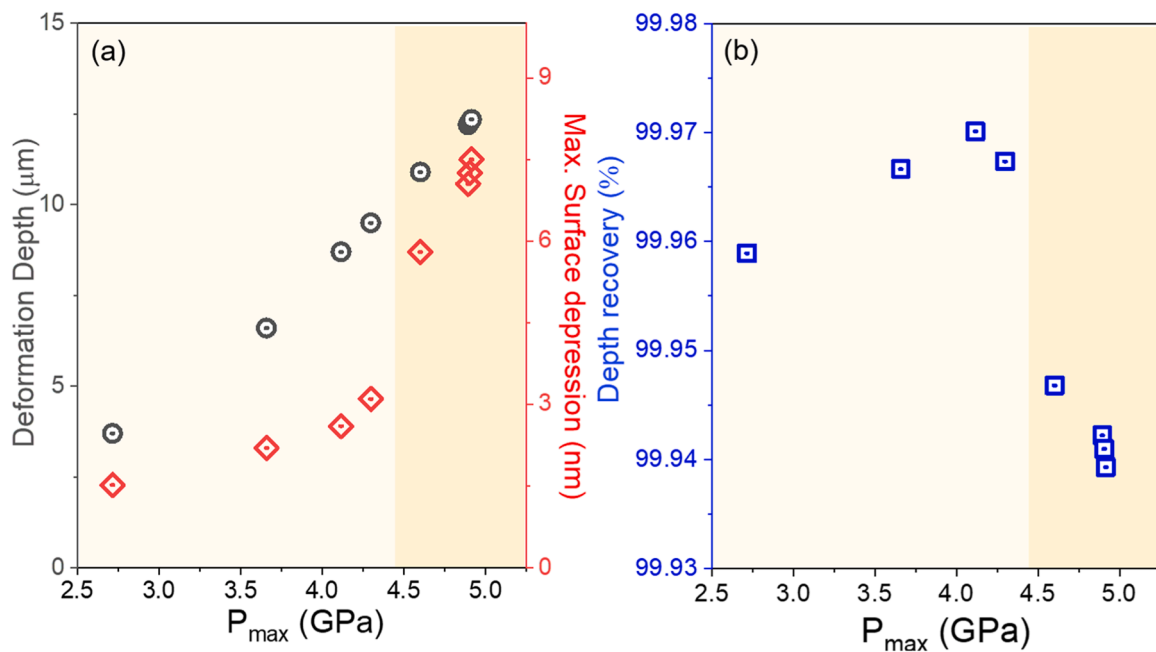 (a)
15
10
5
0
Deformation Depth (μm)
9
6
3
0
Max. Surface depression (nm)
2.5 3.0 3.5 4.0 4.5 5.0
Pmax (GPa)
(b)
99.98
99.97
99.96
99.95
99.94
99.93
Depth recovery (%)
2.5 3.0 3.5 4.0 4.5 5.0
Pmax (GPa)